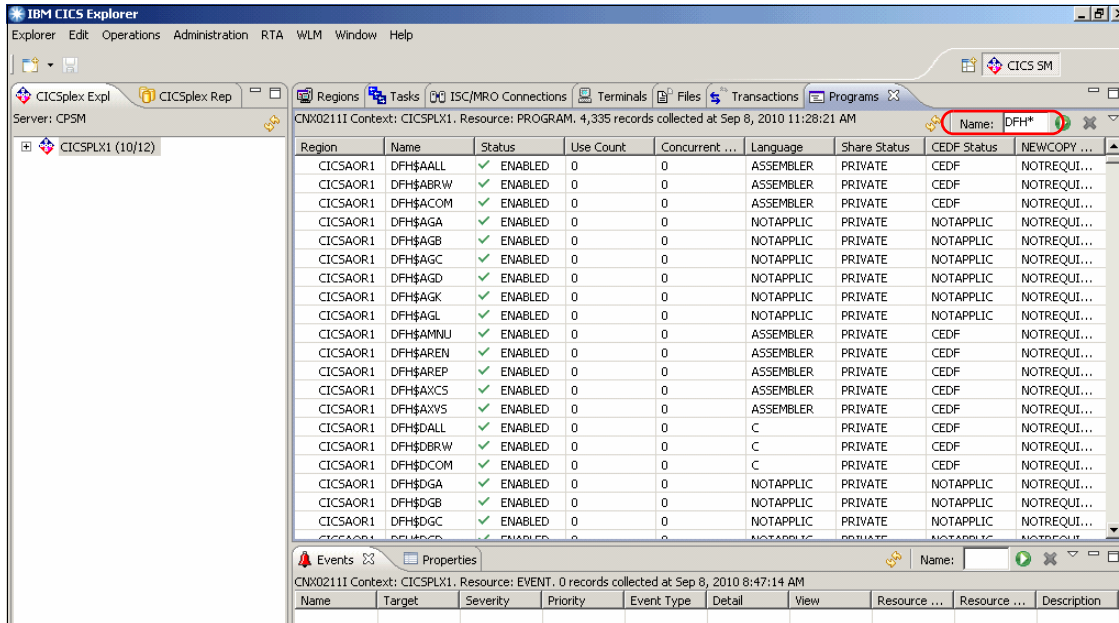 IBM CICS Explorer
Explorer Edit Operations Administration RTA WLM Window Help
CICS SM
CICSplex Expl CICSplex Rep
Regions Tasks ISC/MRO Connections Terminals Files Transactions Programs
Server: CPSM
CNX0211I Context: CICSPLX1. Resource: PROGRAM. 4,335 records collected at Sep 8, 2010 11:28:21 AM Name: DFH*
CICSPLX1 (10/12)
Region Name Status Use Count Concurrent ... Language Share Status CEDF Status NEWCOPY ...
CICSAOR1 DFH$AALL ENABLED 0 0 ASSEMBLER PRIVATE CEDF NOTREQUI...
CICSAOR1 DFH$ABRW ENABLED 0 0 ASSEMBLER PRIVATE CEDF NOTREQUI...
CICSAOR1 DFH$ACOM ENABLED 0 0 ASSEMBLER PRIVATE CEDF NOTREQUI...
CICSAOR1 DFH$AGA ENABLED 0 0 NOTAPPLIC PRIVATE NOTAPPLIC NOTREQUI...
CICSAOR1 DFH$AGB ENABLED 0 0 NOTAPPLIC PRIVATE NOTAPPLIC NOTREQUI...
CICSAOR1 DFH$AGC ENABLED 0 0 NOTAPPLIC PRIVATE NOTAPPLIC NOTREQUI...
CICSAOR1 DFH$AGD ENABLED 0 0 NOTAPPLIC PRIVATE NOTAPPLIC NOTREQUI...
CICSAOR1 DFH$AGK ENABLED 0 0 NOTAPPLIC PRIVATE NOTAPPLIC NOTREQUI...
CICSAOR1 DFH$AGL ENABLED 0 0 NOTAPPLIC PRIVATE NOTAPPLIC NOTREQUI...
CICSAOR1 DFH$AMNU ENABLED 0 0 ASSEMBLER PRIVATE CEDF NOTREQUI...
CICSAOR1 DFH$AREN ENABLED 0 0 ASSEMBLER PRIVATE CEDF NOTREQUI...
CICSAOR1 DFH$AREP ENABLED 0 0 ASSEMBLER PRIVATE CEDF NOTREQUI...
CICSAOR1 DFH$AXCS ENABLED 0 0 ASSEMBLER PRIVATE CEDF NOTREQUI...
CICSAOR1 DFH$AXVS ENABLED 0 0 ASSEMBLER PRIVATE CEDF NOTREQUI...
CICSAOR1 DFH$DALL ENABLED 0 0 C PRIVATE CEDF NOTREQUI...
CICSAOR1 DFH$DBRW ENABLED 0 0 C PRIVATE CEDF NOTREQUI...
CICSAOR1 DFH$DCOM ENABLED 0 0 C PRIVATE CEDF NOTREQUI...
CICSAOR1 DFH$DGA ENABLED 0 0 NOTAPPLIC PRIVATE NOTAPPLIC NOTREQUI...
CICSAOR1 DFH$DGB ENABLED 0 0 NOTAPPLIC PRIVATE NOTAPPLIC NOTREQUI...
CICSAOR1 DFH$DGC ENABLED 0 0 NOTAPPLIC PRIVATE NOTAPPLIC NOTREQUI...
Events Properties Name:
CNX0211I Context: CICSPLX1. Resource: EVENT. 0 records collected at Sep 8, 2010 8:47:14 AM
Name Target Severity Priority Event Type Detail View Resource ... Resource ... Description